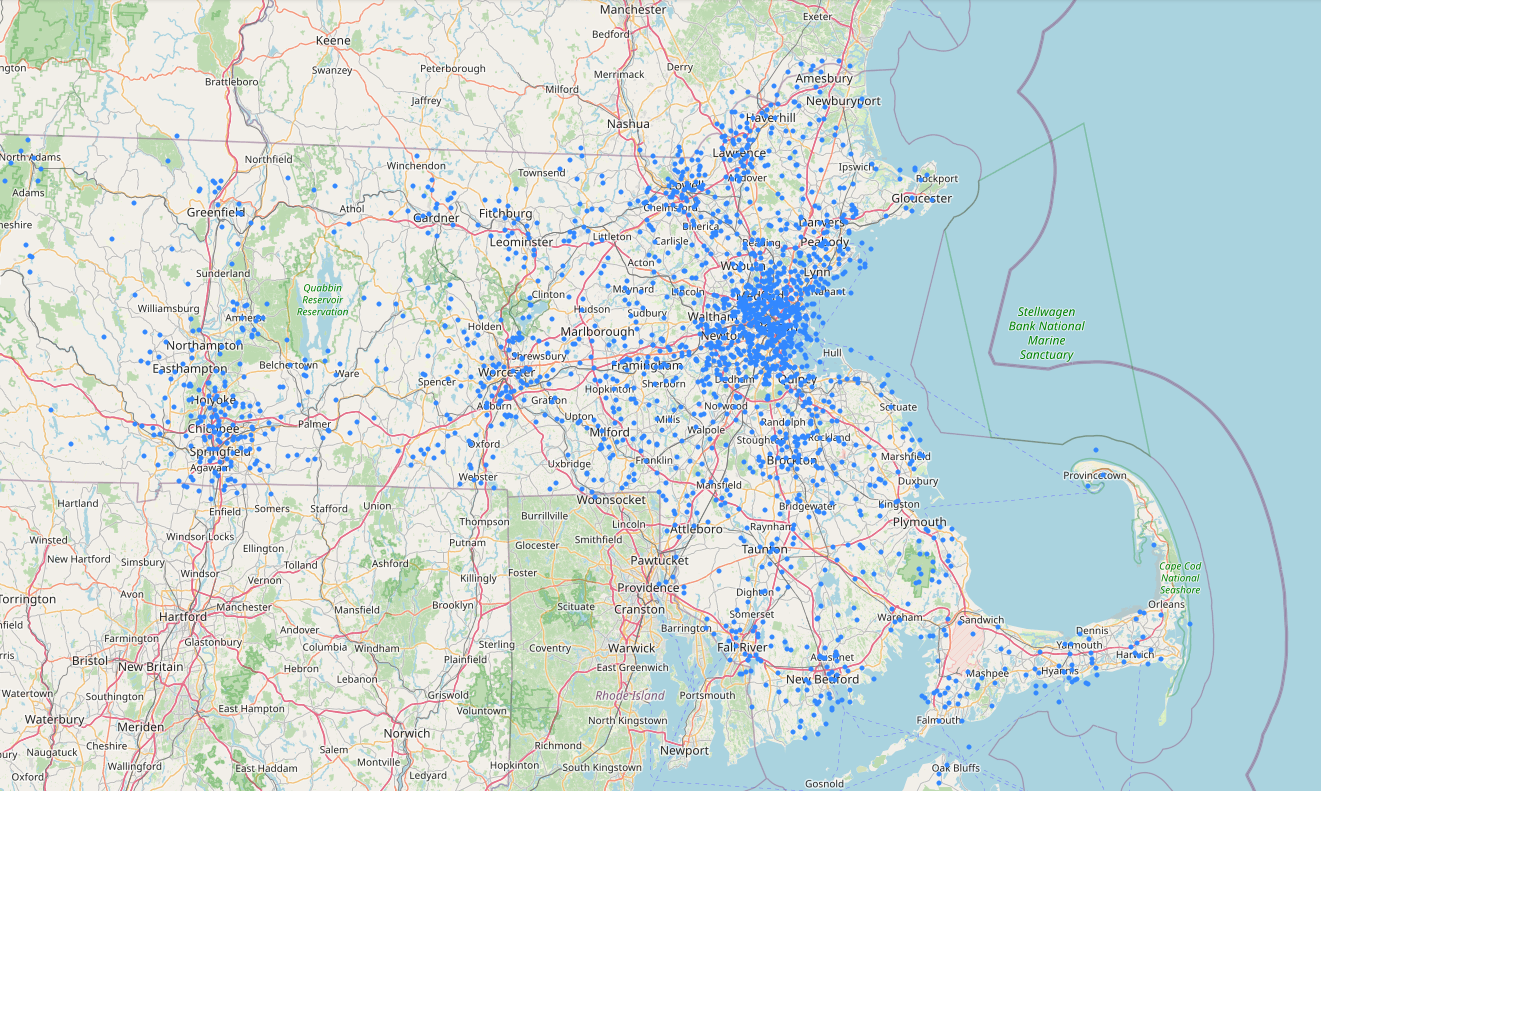 Manchester
Exeter
Bedford
Keene
Swanzey
Peterborough
Derry
Merrimack
Amesbury
Brattleboro
Milford
Jaffrey
Newburyport
Nashua
Haverhill
Lawrence
North Adams
Northfield
Winchendon
Ipswich
Townsend
Andover
Rockport
Adams
Lowell
Gloucester
Athol
Chelmsford
Greenfield
Gardner
Fitchburg
Danvers
Billerica
Littleton
Leominster
Carlisle
Reading
Peabody
Acton
Woburn
Sunderland
Lynn
Quabbin
Reservoir
Reservation
Maynard
Lincoln
Nahant
Clinton
Medford
Williamsburg
Hudson
Sudbury
Stellwagen
Bank National
Marine
Sanctuary
Amherst
Waltham
Holden
Marlborough
Newton
Northampton
Shrewsbury
Hull
Easthampton
Belchertown
Ware
Worcester
Framingham
Spencer
Sherborn
Dedham
Quincy
Hopkinton
Holyoke
Grafton
Auburn
Norwood
Scituate
Upton
Millis
Palmer
Randolph
Chicopee
Milford
Walpole
Stoughton
Rockland
Oxford
Springfield
Marshfield
Agawam
Uxbridge
Franklin
Brockton
Webster
Provincetown
Duxbury
Mansfield
Hartford
Enfield
Somers
Stafford
Union
Woonsocket
Bridgewater
Kingston
Burrillville
Thompson
Lincoln
Attleboro
Raynham
Plymouth
Winsted
Windsor Locks
Smithfield
Putnam
Glocester
Ellington
Taunton
New Hartford
Simsbury
Tolland
Ashford
Pawtucket
Windsor
Foster
Cape Cod
National
Seashore
Vernon
Killingly
Providence
Dighton
Avon
Torrington
Manchester
Mansfield
Brooklyn
Scituate
Cranston
Orleans
Hartford
Somerset
Wareham
Sandwich
Andover
Barrington
Dennis
Farmington
Glastonbury
Columbia
Windham
Sterling
Coventry
Warwick
Fall River
Yarmouth
Acushnet
Harwich
Bristol
New Britain
Hebron
Plainfield
East Greenwich
Hyannis
Mashpee
Lebanon
New Bedford
Watertown
Southington
Griswold
Rhode Island
Portsmouth
East Hampton
Voluntown
Waterbury
Meriden
North Kingstown
Falmouth
Norwich
Cheshire
Salem
Richmond
Newport
Naugatuck
Wallingford
East Haddam
Montville
Hopkinton
South Kingstown
Oak Bluffs
Oxford
Ledyard
Gosnold